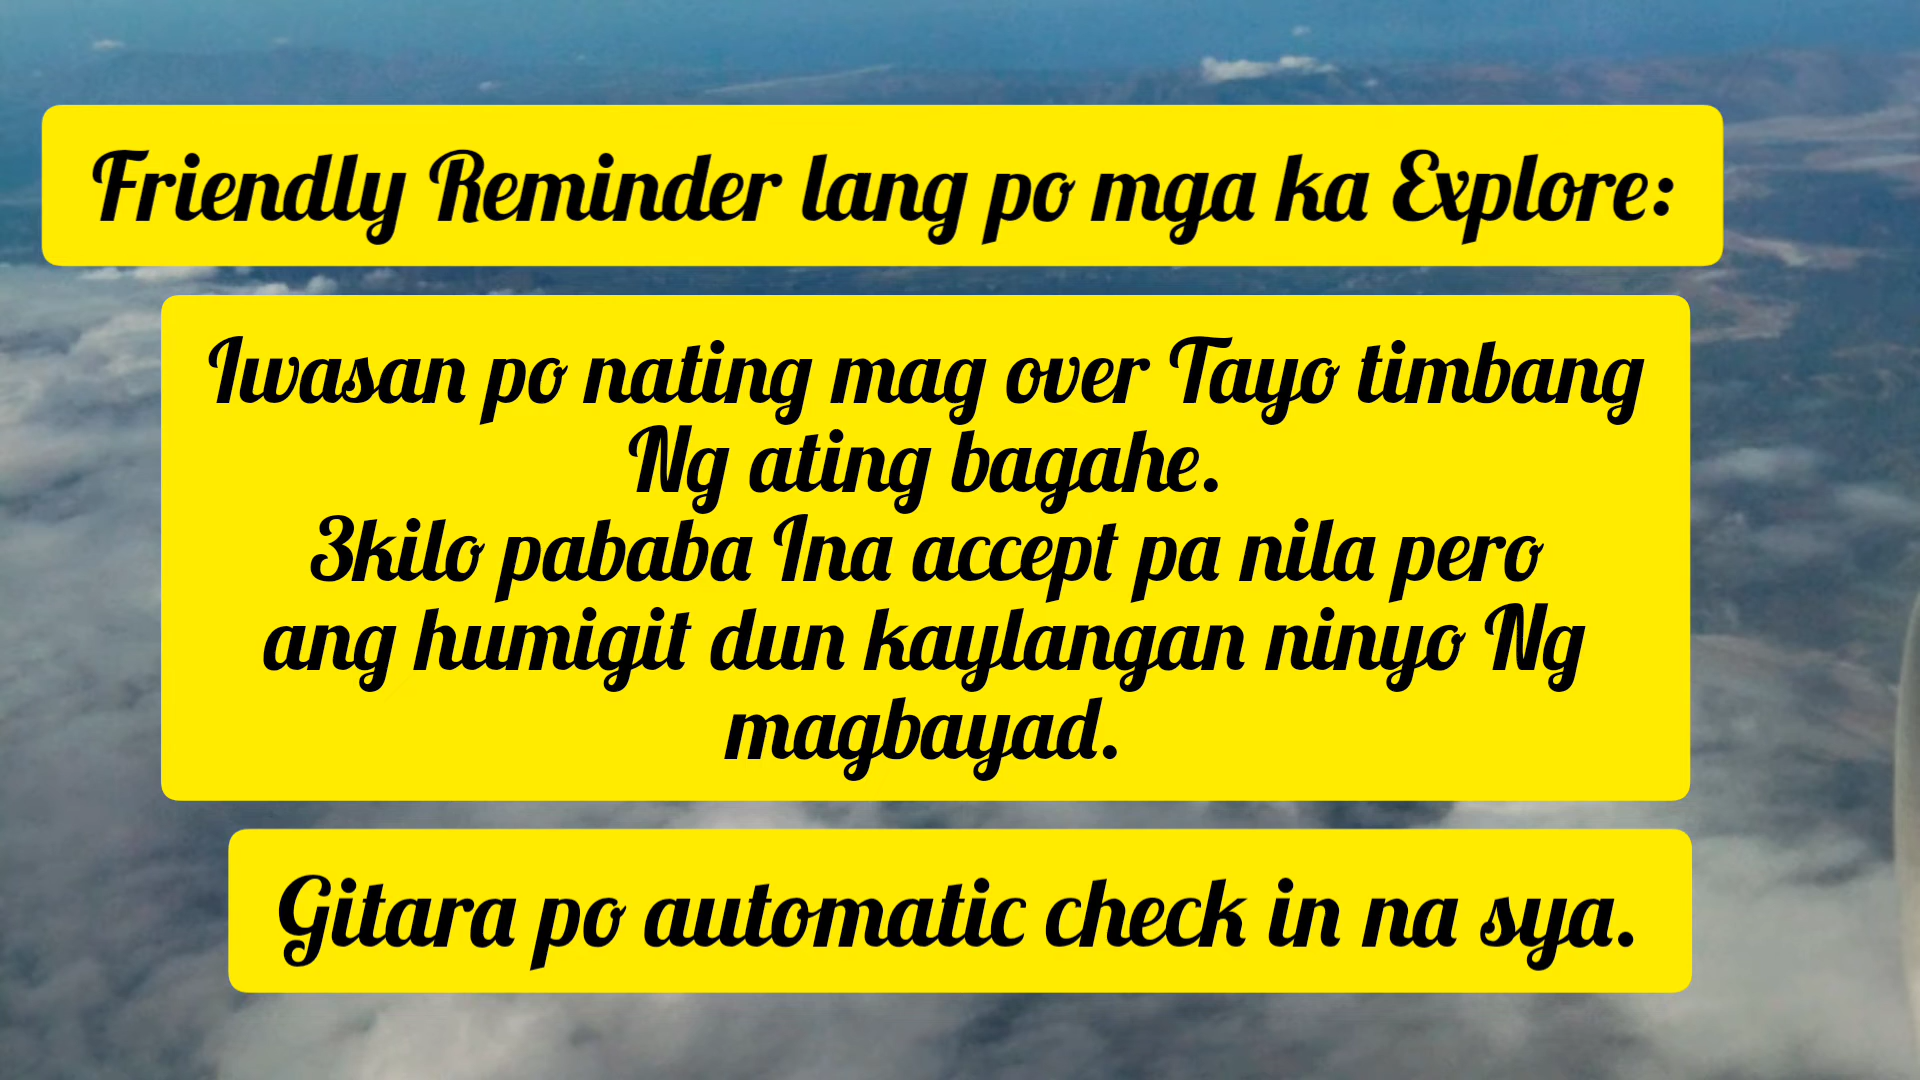 Friendly Reminder lang po mga ka Explore:
Iwasan po nating mag over Tayo timbang
Ng ating bagahe.
3kilo pababa Ina accept pa nila pero
ang humigit dun kaylangan ninyo Ng
magbayad.
Gitara po automatic check in na sya.